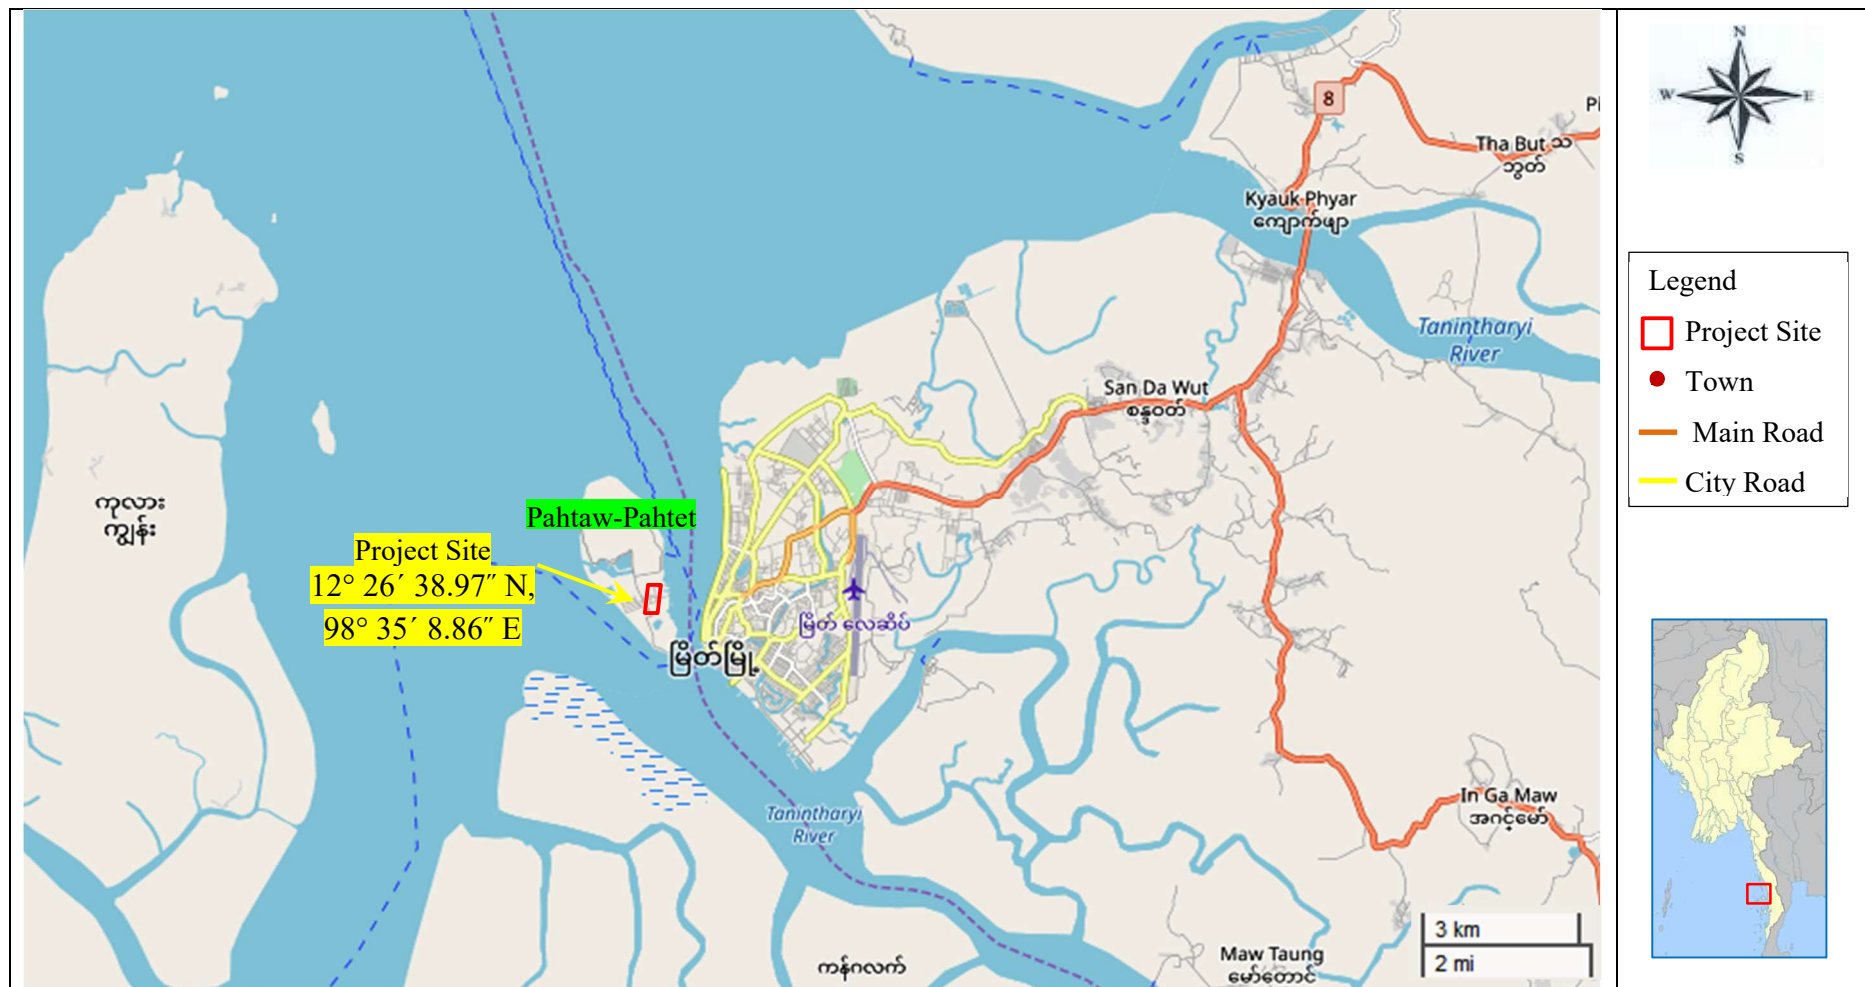 8
Pi
Tha But သ
ဘွတ်
Kyauk Phyar
ကျောက်ဖျာ
Tanintharyi
River
San Da Wut
စန္ဒဝတ်
ကုလား
ကျွန်း
Pahtaw-Pahtet
Project Site
12° 26´ 38.97˝ N,
98° 35´ 8.86˝ E
မြိတ် လေဆိပ်
မြိတ်မြို့
Tanintharyi
River
In Ga Maw
အင်္ဂမော်
Maw Taung
မော်တောင်
ကန်ဂလက်
3 km
2 mi
N
W
E
S
Legend
Project Site
Town
Main Road
City Road